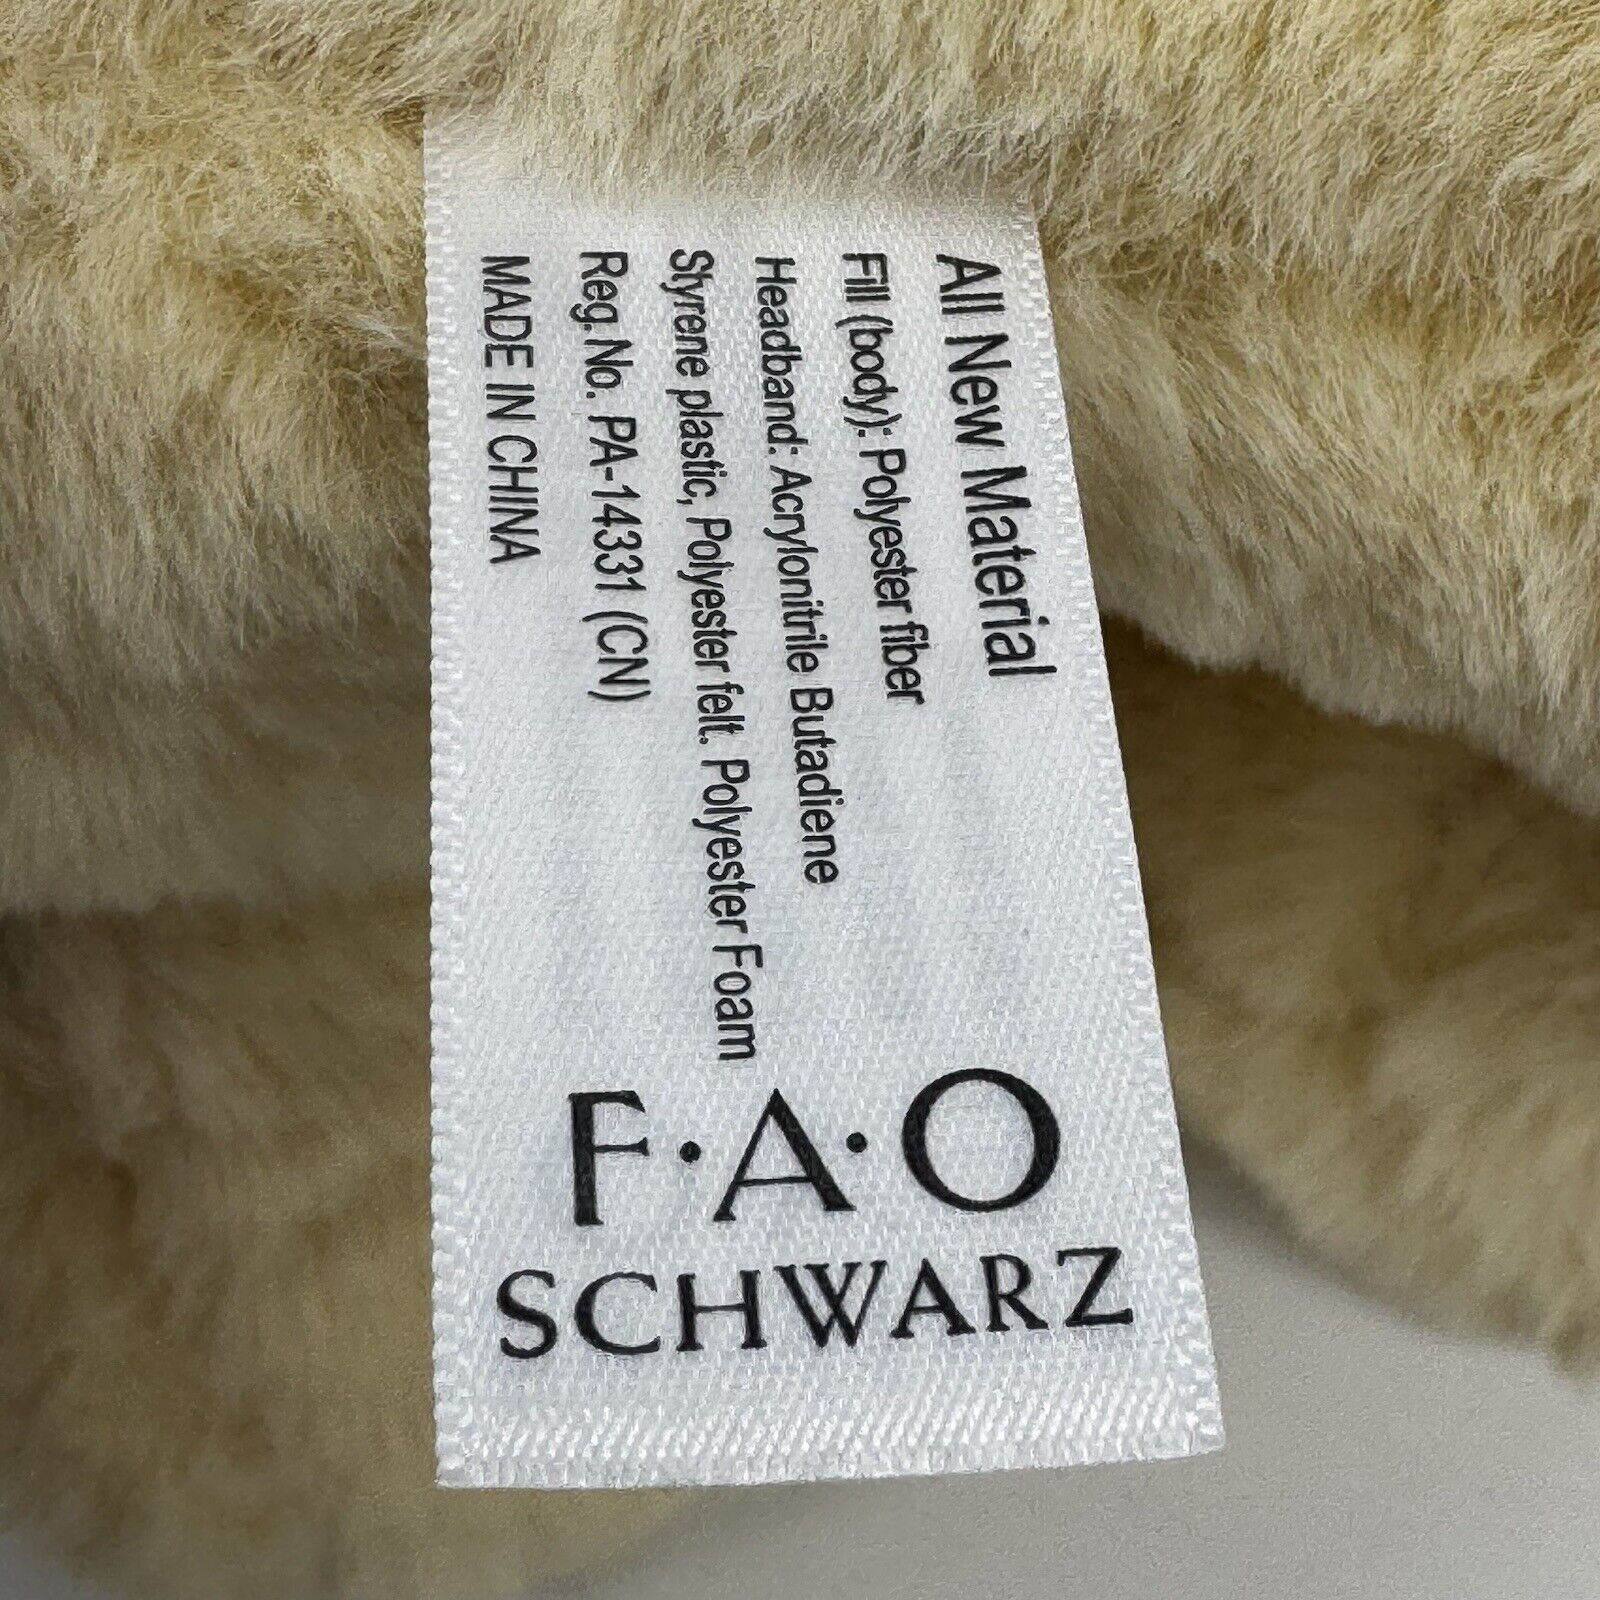 All New Material
Fill (body): Polyester fiber
Headband: Acrylonitrile Butadiene
Styrene plastic, Polyester felt. Polyester Foam
Reg. No. PA-14331 (CN)
MADE IN CHINA
F·A·O
SCHWARZ